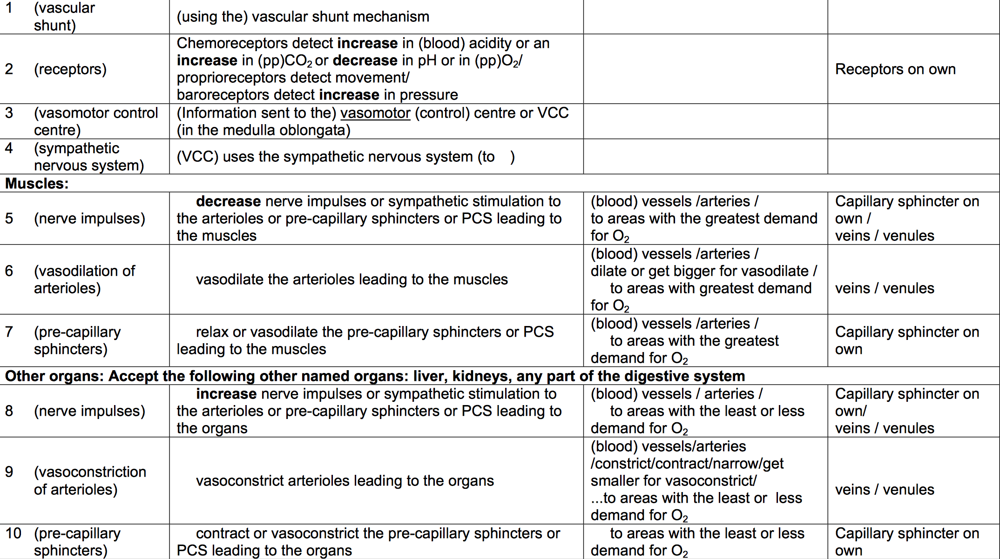 1 (vascular
shunt)
(using the) vascular shunt mechanism
2 (receptors)
Chemoreceptors detect increase in (blood) acidity or an
increase in (pp)CO₂ or decrease in pH or in (pp)O₂/
proprioreceptors detect movement/
baroreceptors detect increase in pressure
Receptors on own
3 (vasomotor control
centre)
(Information sent to the) vasomotor (control) centre or VCC
(in the medulla oblongata)
4 (sympathetic
nervous system)
(VCC) uses the sympathetic nervous system (to )
Muscles:
5 (nerve impulses)
decrease nerve impulses or sympathetic stimulation to
the arterioles or pre-capillary sphincters or PCS leading to
the muscles
(blood) vessels /arteries /
to areas with the greatest demand
for O₂
Capillary sphincter on
own /
veins / venules
6 (vasodilation of
arterioles)
vasodilate the arterioles leading to the muscles
(blood) vessels /arteries /
dilate or get bigger for vasodilate /
to areas with greatest demand
for O₂
veins / venules
7 (pre-capillary
sphincters)
relax or vasodilate the pre-capillary sphincters or PCS
leading to the muscles
(blood) vessels /arteries /
to areas with the greatest
demand for O₂
Capillary sphincter on
own
Other organs: Accept the following other named organs: liver, kidneys, any part of the digestive system
8 (nerve impulses)
increase nerve impulses or sympathetic stimulation to
the arterioles or pre-capillary sphincters or PCS leading to
the organs
(blood) vessels / arteries /
to areas with the least or less
demand for O₂
Capillary sphincter on
own/
veins / venules
9 (vasoconstriction
of arterioles)
vasoconstrict arterioles leading to the organs
(blood) vessels/arteries
/constrict/contract/narrow/get
smaller for vasoconstrict/
...to areas with the least or less
demand for O₂
veins / venules
10 (pre-capillary
sphincters)
contract or vasoconstrict the pre-capillary sphincters or
PCS leading to the organs
to areas with the least or less
demand for O₂
Capillary sphincter on
own